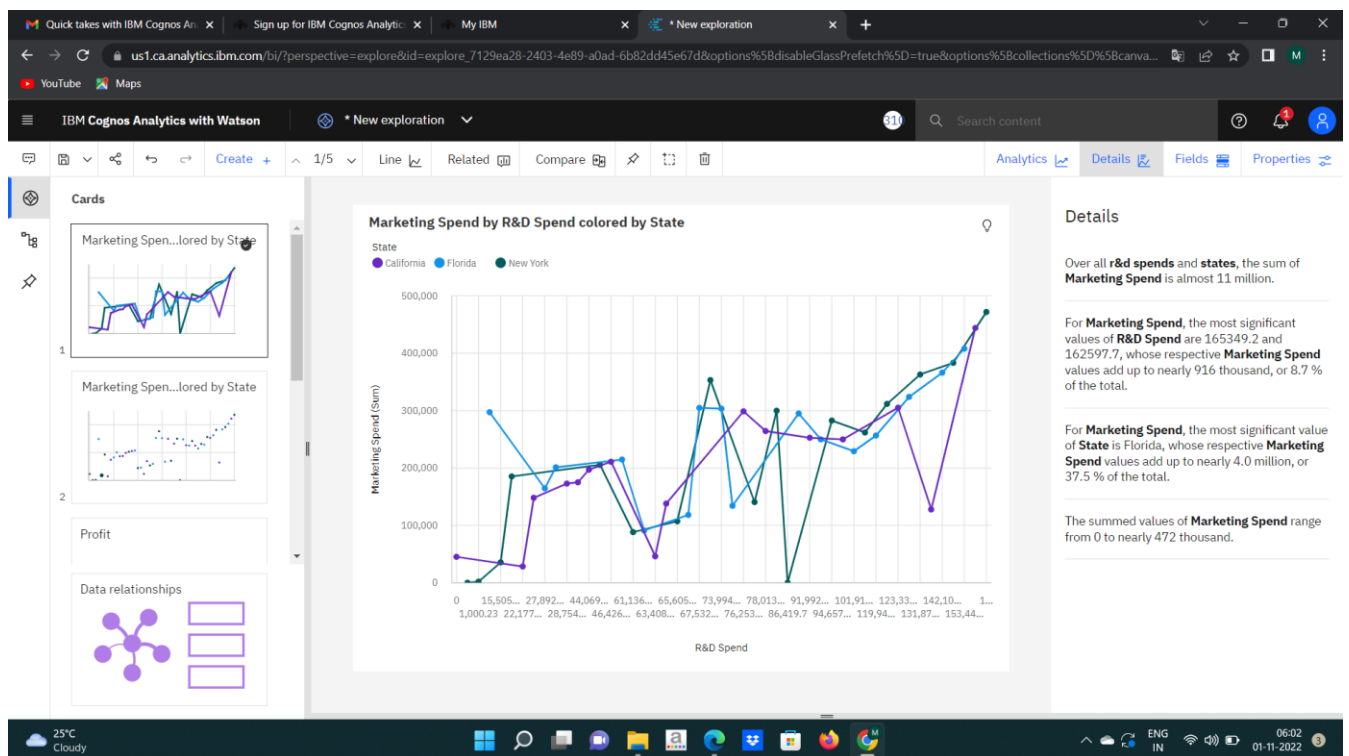 Quick takes with IBM Cognos An
Sign up for IBM Cognos Analytic
My IBM
* New exploration
us1.ca.analytics.ibm.com/bi/?perspective=explore&id=explore_7129ea28-2403-4e89-a0ad-6b82dd45e67d&options%5BdisableGlassPrefetch%5D=true&options%5Bcollections%5D%5Bcanva...
M
YouTube
Maps
IBM Cognos Analytics with Watson
* New exploration
310
Search content
1
Create +
1/5
Line
Related
Compare
Analytics
Details
Fields
Properties
Cards
Marketing Spen...lored by State
1
Marketing Spen...lored by State
2
Profit
Data relationships
Marketing Spend by R&D Spend colored by State
State
California
Florida
New York
Marketing Spend (Sum)
500,000
400,000
300,000
200,000
100,000
0
0 15,505... 27,892... 44,069... 61,136... 65,605... 73,994... 78,013... 91,992... 101,91... 123,33... 142,10... 1...
1,000.23 22,177... 28,754... 46,426... 63,408... 67,532... 76,253... 86,419.7 94,657... 119,94... 131,87... 153,44...
R&D Spend
Details
Over all r&d spends and states, the sum of
Marketing Spend is almost 11 million.
For Marketing Spend, the most significant
values of R&D Spend are 165349.2 and
162597.7, whose respective Marketing Spend
values add up to nearly 916 thousand, or 8.7 %
of the total.
For Marketing Spend, the most significant value
of State is Florida, whose respective Marketing
Spend values add up to nearly 4.0 million, or
37.5 % of the total.
The summed values of Marketing Spend range
from 0 to nearly 472 thousand.
25°C
Cloudy
a
M
ENG
IN
06:02
01-11-2022
3